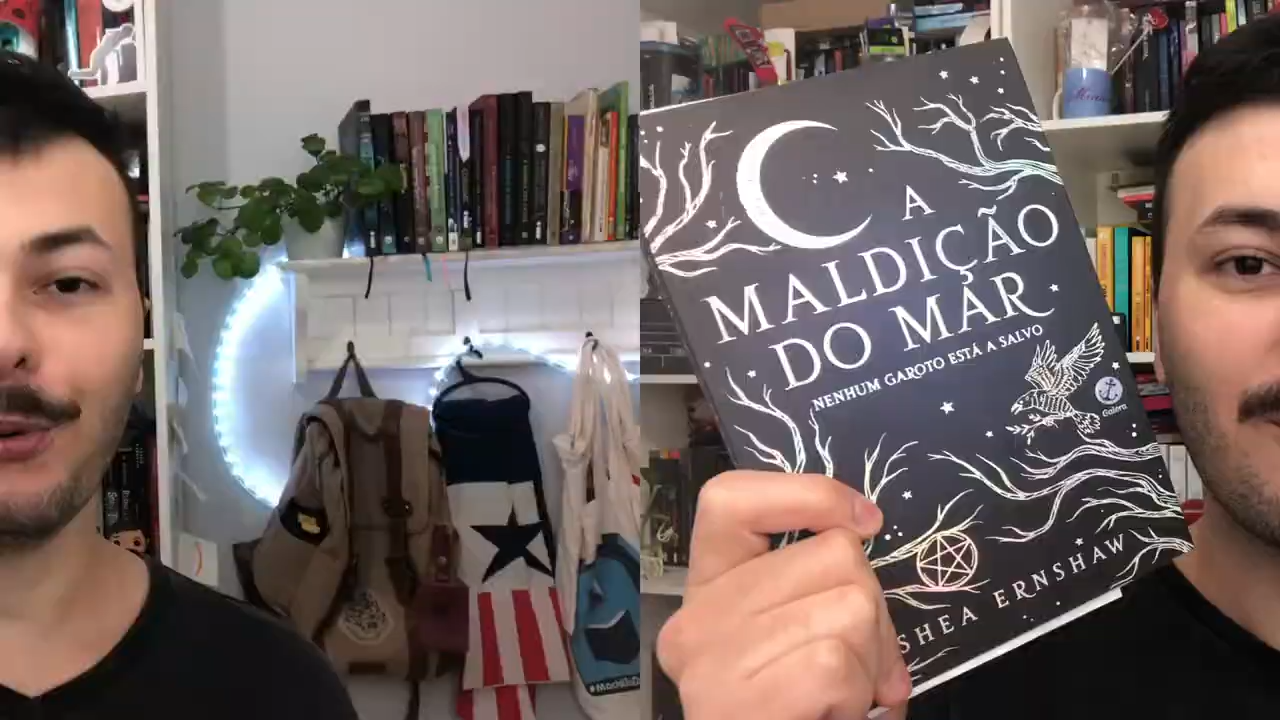 A
MALDIÇÃO
DO MAR
NENHUM GAROTO ESTÁ A SALVO
Galera
SHEA ERNSHAW